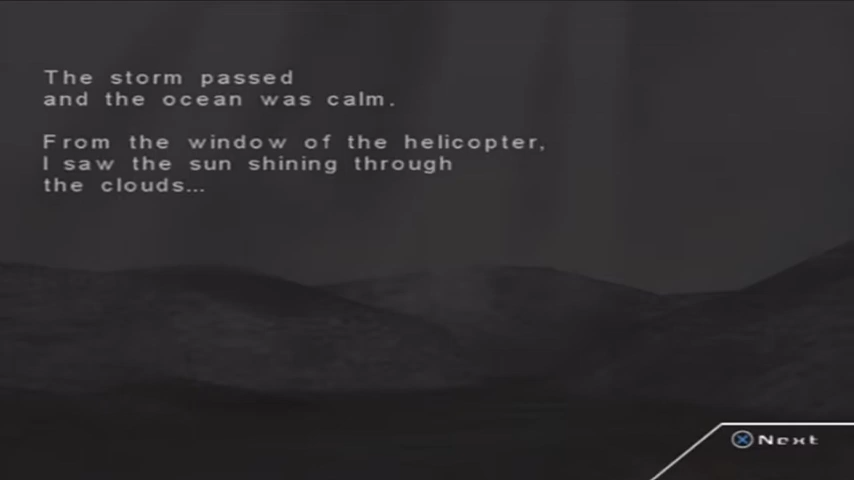 The storm passed
and the ocean was calm.
From the window of the helicopter,
I saw the sun shining through
the clouds...
Next